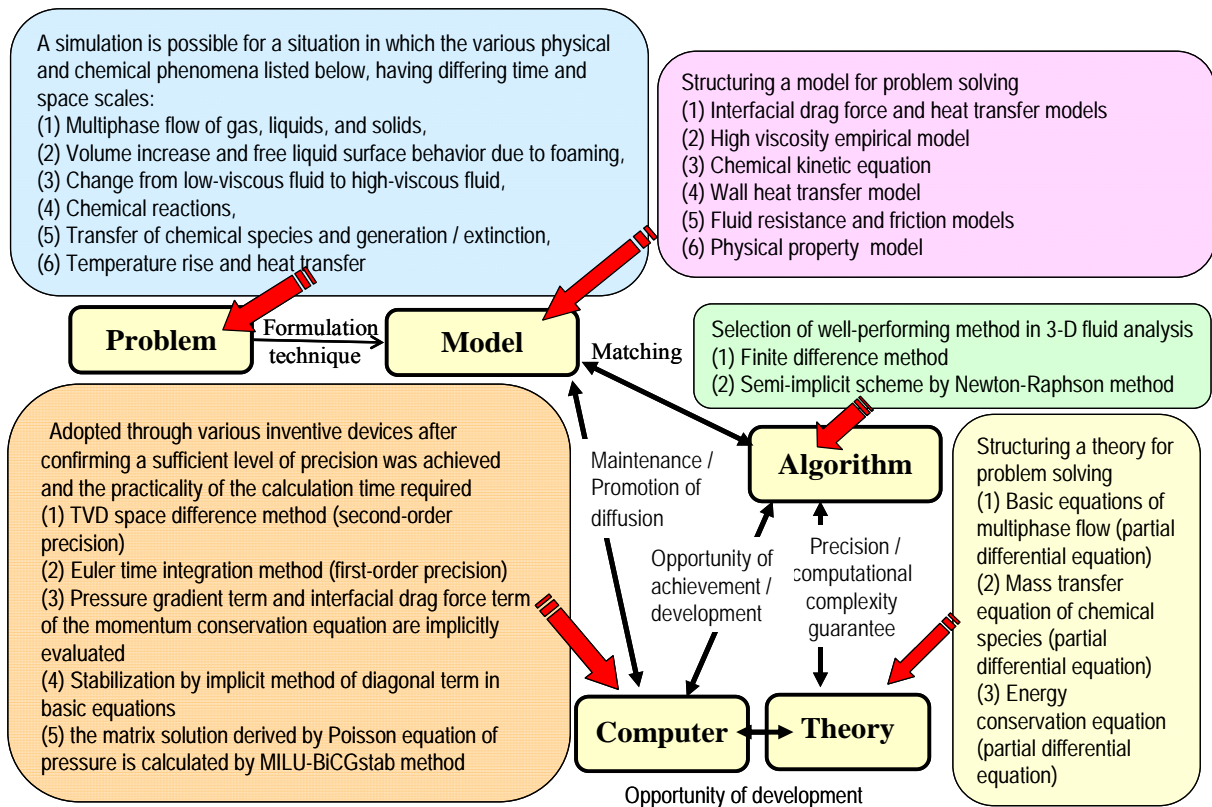 A simulation is possible for a situation in which the various physical
and chemical phenomena listed below, having differing time and
space scales:
(1) Multiphase flow of gas, liquids, and solids,
(2) Volume increase and free liquid surface behavior due to foaming,
(3) Change from low-viscous fluid to high-viscous fluid,
(4) Chemical reactions,
(5) Transfer of chemical species and generation / extinction,
(6) Temperature rise and heat transfer
Structuring a model for problem solving
(1) Interfacial drag force and heat transfer models
(2) High viscosity empirical model
(3) Chemical kinetic equation
(4) Wall heat transfer model
(5) Fluid resistance and friction models
(6) Physical property model
Problem
Formulation
technique
Model
Matching
Selection of well-performing method in 3-D fluid analysis
(1) Finite difference method
(2) Semi-implicit scheme by Newton-Raphson method
Adopted through various inventive devices after
confirming a sufficient level of precision was achieved
and the practicality of the calculation time required
(1) TVD space difference method (second-order
precision)
(2) Euler time integration method (first-order precision)
(3) Pressure gradient term and interfacial drag force term
of the momentum conservation equation are implicitly
evaluated
(4) Stabilization by implicit method of diagonal term in
basic equations
(5) the matrix solution derived by Poisson equation of
pressure is calculated by MILU-BiCGstab method
Maintenance /
Promotion of
diffusion
Algorithm
Opportunity of
achievement /
development
Precision /
computational
complexity
guarantee
Structuring a theory for
problem solving
(1) Basic equations of
multiphase flow (partial
differential equation)
(2) Mass transfer
equation of chemical
species (partial
differential equation)
(3) Energy
conservation equation
(partial differential
equation)
Computer
Theory
Opportunity of development